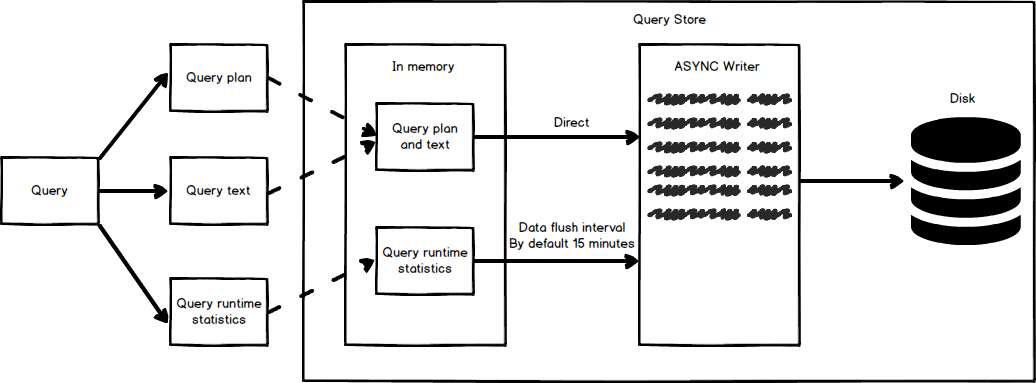 Query Store
Query plan
In memory
ASYNC Writer
Disk
Query plan
and text
Direct
Query
Query text
Data flush interval
By default 15 minutes
Query runtime
statistics
Query runtime
statistics